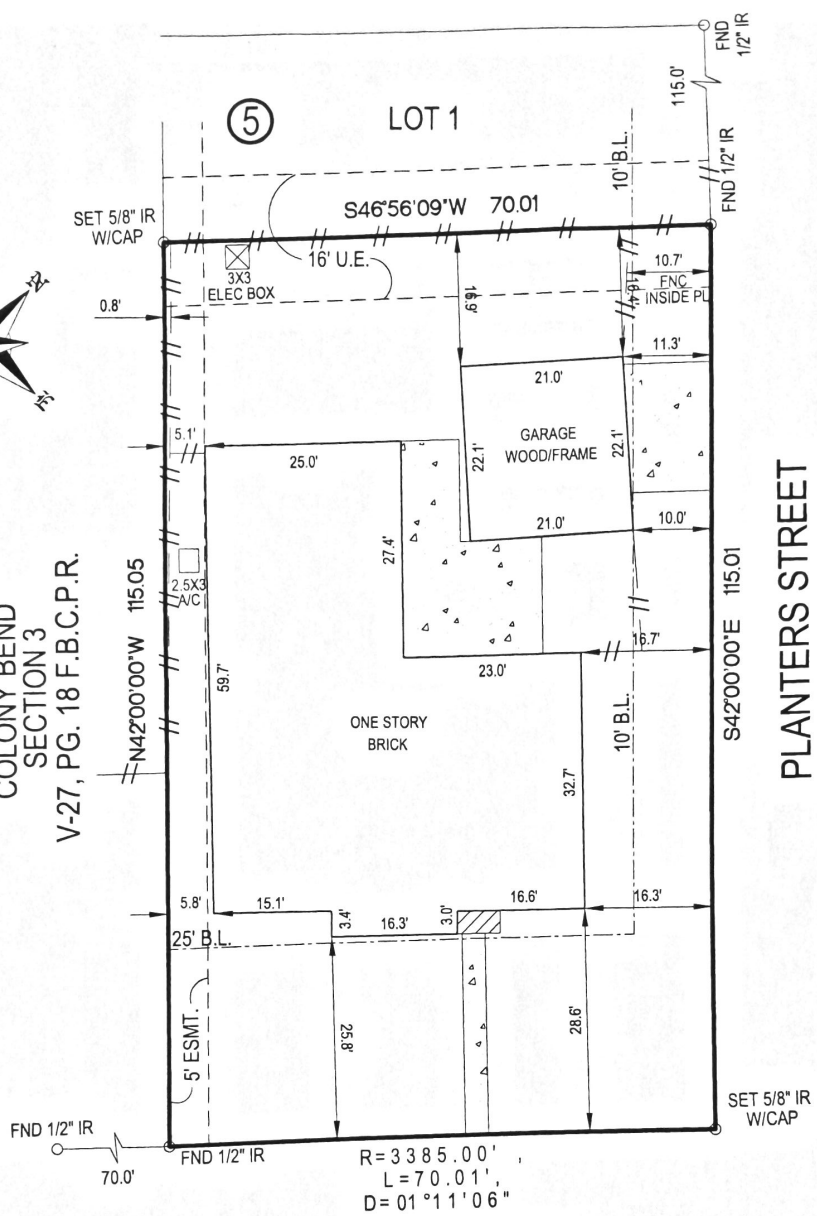 FND
1/2" IR
115.0'
5
LOT 1
10' B.L.
FND 1/2" IR
SET 5/8" IR
W/CAP
S46°56'09"W 70.01
16' U.E.
3X3
ELEC BOX
10.7'
FNC
INSIDE PL
16.9'
16.4'
0.8'
N
E
11.3'
21.0'
GARAGE
WOOD/FRAME
22.1'
22.1'
5.1'
25.0'
21.0'
10.0'
27.4'
2.5X3
A/C
COLONY BEND
SECTION 3
V-27, PG. 18 F.B.C.P.R.
N42°00'00"W 115.05
S42°00'00"E 115.01
PLANTERS STREET
16.7'
23.0'
59.7'
ONE STORY
BRICK
10' B.L.
32.7'
5.8'
15.1'
3.4'
16.3'
3.0'
16.6'
16.3'
25' B.L.
5' ESMT.
25.8'
28.6'
SET 5/8" IR
W/CAP
FND 1/2" IR
70.0'
FND 1/2" IR
R=3385.00' ,
L=70.01',
D=01°11'06"